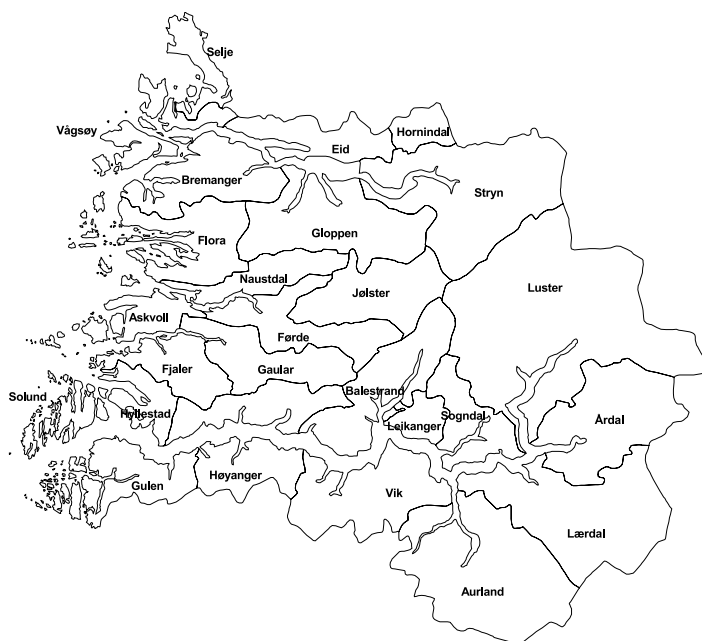 Selje
Vågsøy
Hornindal
Eid
Bremanger
Stryn
Flora
Gloppen
Naustdal
Jølster
Luster
Askvoll
Førde
Fjaler
Gaular
Balestrand
Solund
Hyllestad
Leikanger
Sogndal
Årdal
Gulen
Høyanger
Vik
Lærdal
Aurland